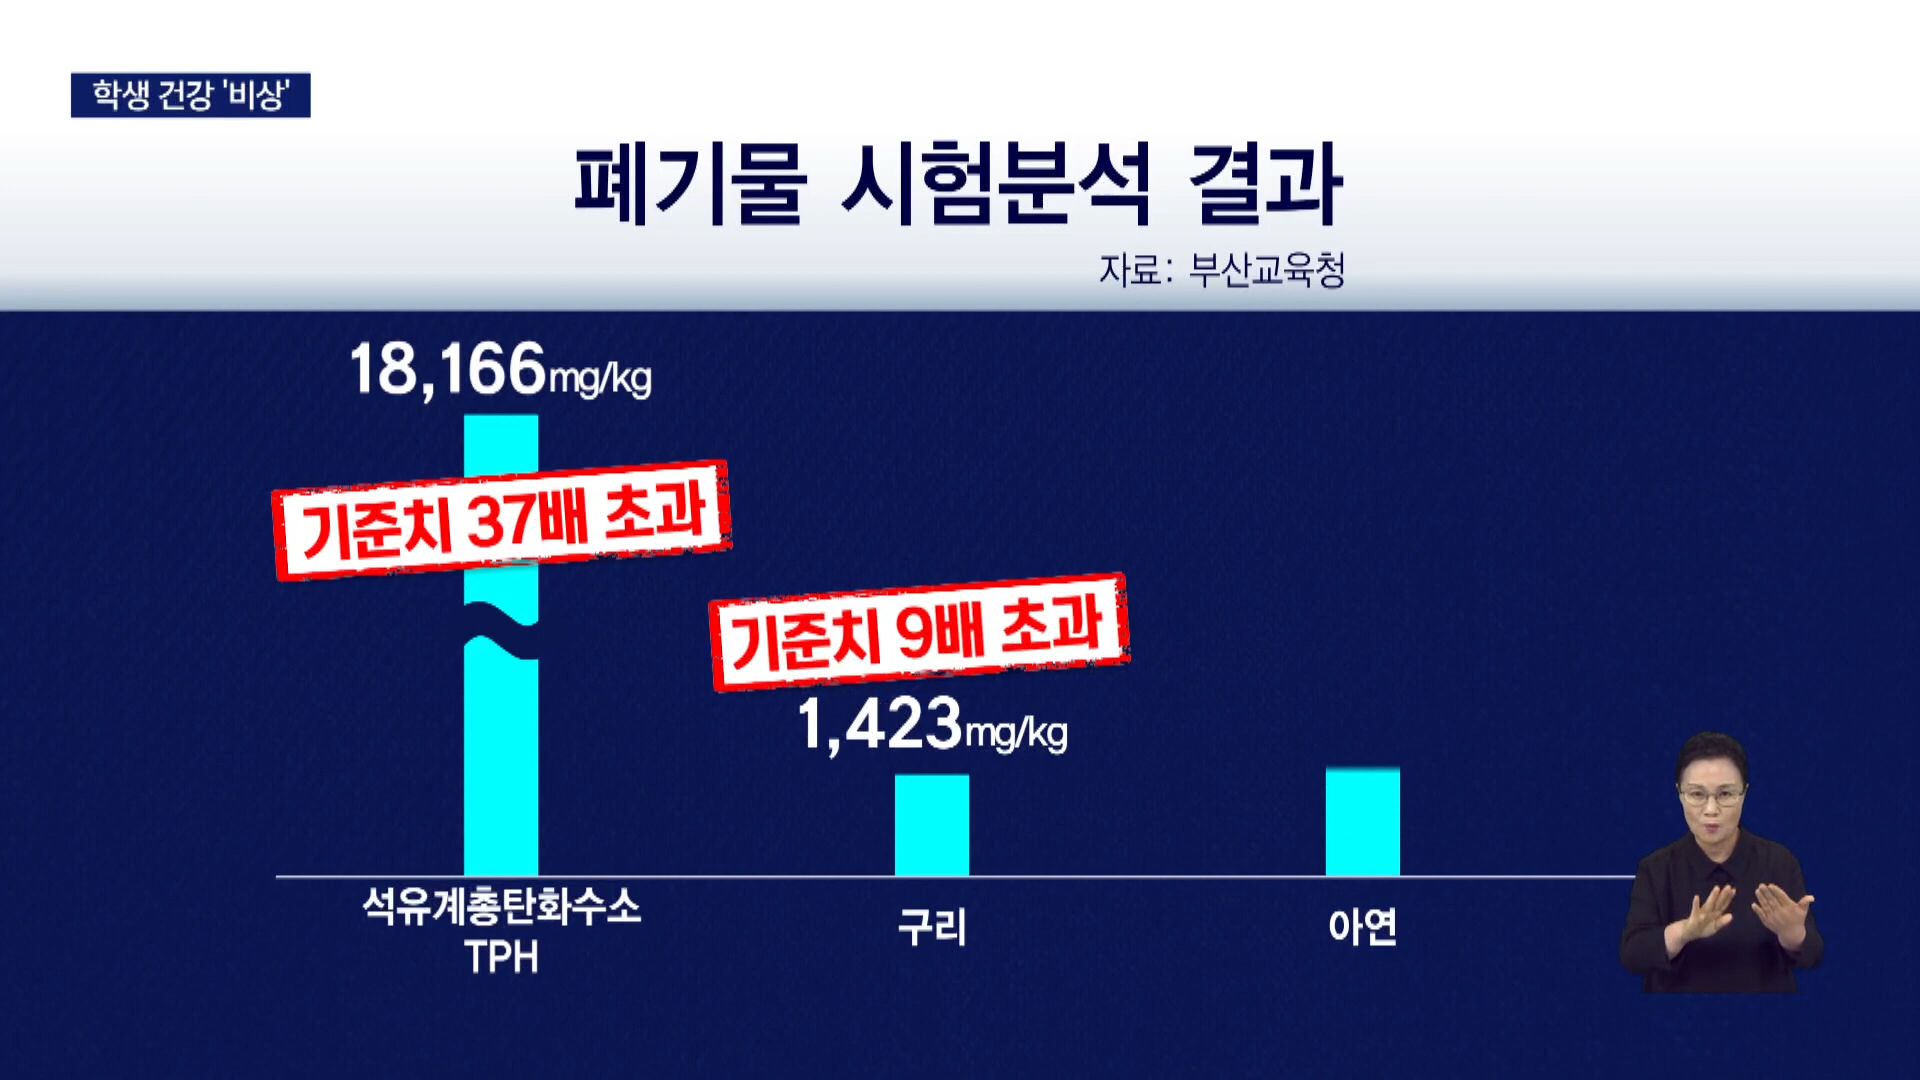 학생 건강 '비상'
폐기물 시험분석 결과
자료: 부산교육청
18,166mg/kg
기준치 37배 초과
기준치 9배 초과
1,423mg/kg
석유계총탄화수소
TPH
구리
아연